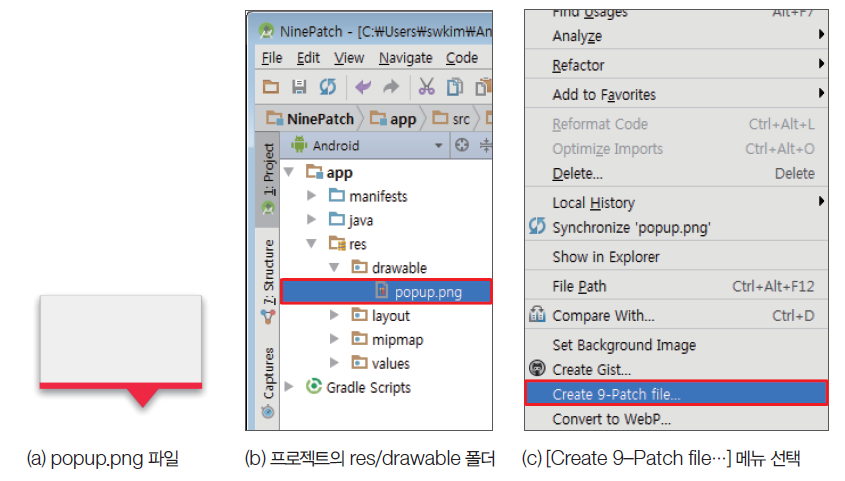 NinePatch - [C:₩Users₩swkim₩An
File Edit View Navigate Code
NinePatch app src
1: Project
Android
app
manifests
java
res
drawable
popup.png
layout
mipmap
values
Gradle Scripts
7: Structure
Captures
Find Usages Alt+F7
Analyze
Refactor
Add to Favorites
Reformat Code Ctrl+Alt+L
Optimize Imports Ctrl+Alt+O
Delete... Delete
Local History
Synchronize 'popup.png'
Show in Explorer
File Path Ctrl+Alt+F12
Compare With... Ctrl+D
Set Background Image
Create Gist...
Create 9-Patch file...
Convert to WebP...
(a) popup.png 파일
(b) 프로젝트의 res/drawable 폴더
(c) [Create 9–Patch file…] 메뉴 선택